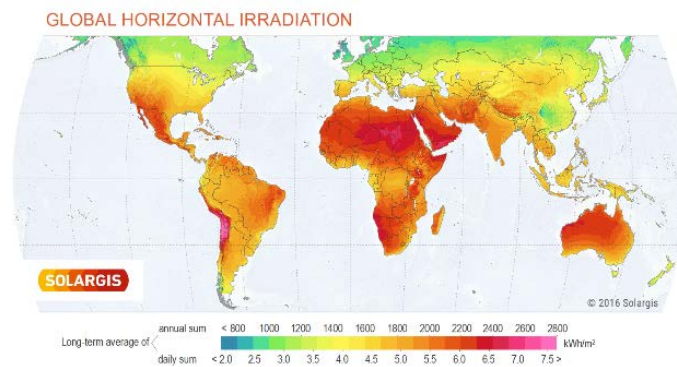 GLOBAL HORIZONTAL IRRADIATION
SOLARGIS
© 2016 Solargis
annual sum < 800 1000 1200 1400 1600 1800 2000 2200 2400 2600 2800
Long-term average of kWh/m²
daily sum < 2.0 2.5 3.0 3.5 4.0 4.5 5.0 5.5 6.0 6.5 7.0 7.5 >